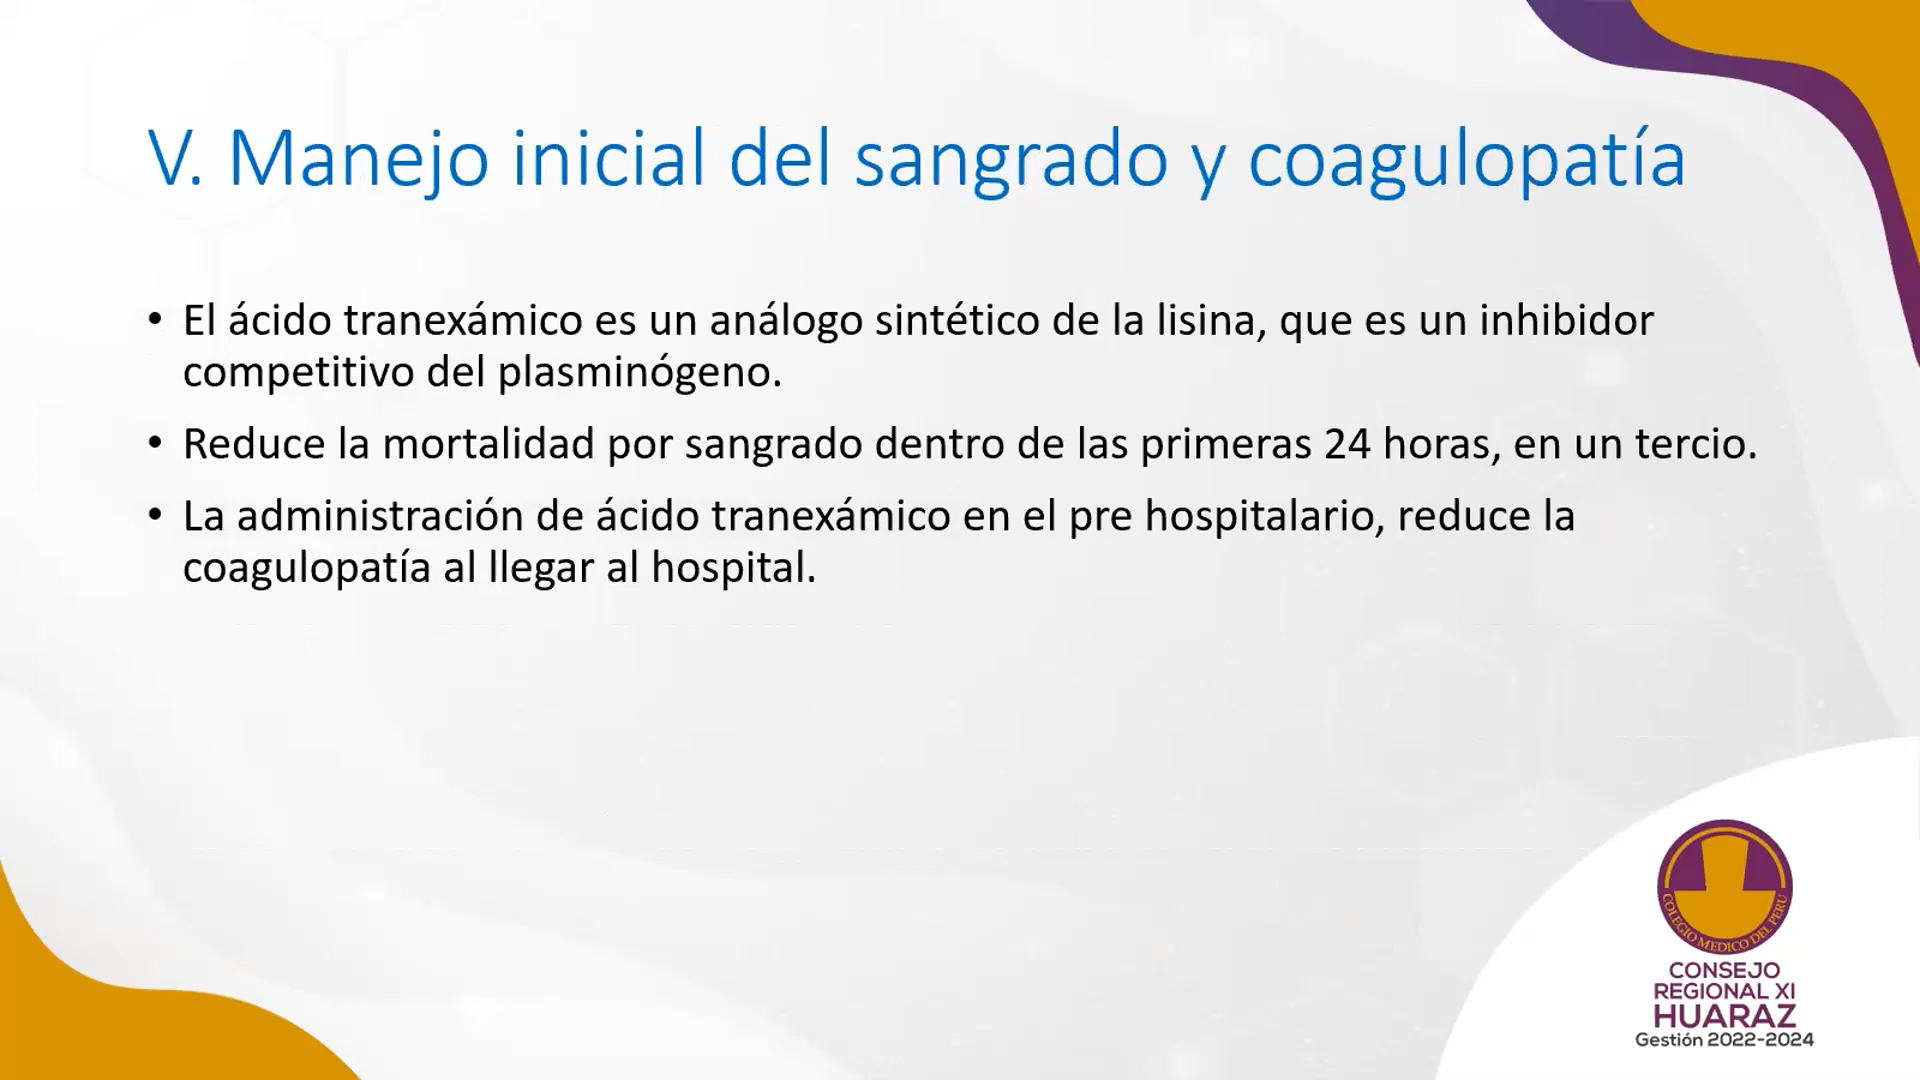 V. Manejo inicial del sangrado y coagulopatía
• El ácido tranexámico es un análogo sintético de la lisina, que es un inhibidor
competitivo del plasminógeno.
• Reduce la mortalidad por sangrado dentro de las primeras 24 horas, en un tercio.
• La administración de ácido tranexámico en el pre hospitalario, reduce la
coagulopatía al llegar al hospital.
COLEGIO MEDICO DEL PERU
CONSEJO
REGIONAL XI
HUARAZ
Gestión 2022-2024